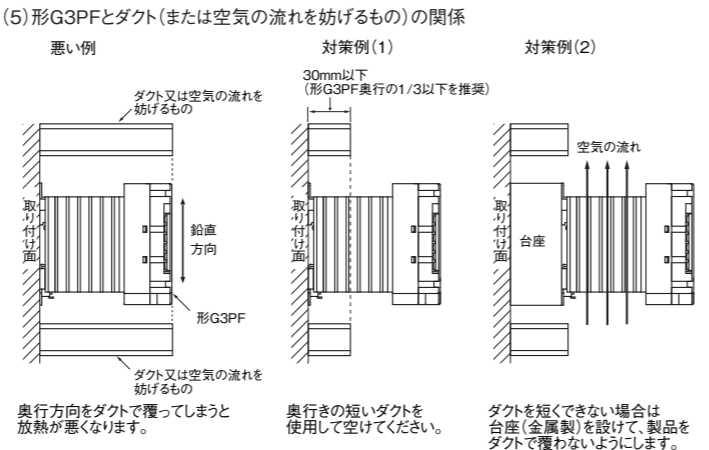 (5)形G3PFとダクト(または空気の流れを妨げるもの)の関係
悪い例
ダクト又は空気の流れを
妨げるもの
取り付け面
鉛直
方向
形G3PF
ダクト又は空気の流れを
妨げるもの
奥行方向をダクトで覆ってしまうと
放熱が悪くなります。
対策例(1)
30mm以下
(形G3PF奥行の1/3以下を推奨)
取り付け面
奥行きの短いダクトを
使用して空けてください。
対策例(2)
空気の流れ
取り付け面
台座
ダクトを短くできない場合は
台座(金属製)を設けて、製品を
ダクトで覆わないようにします。